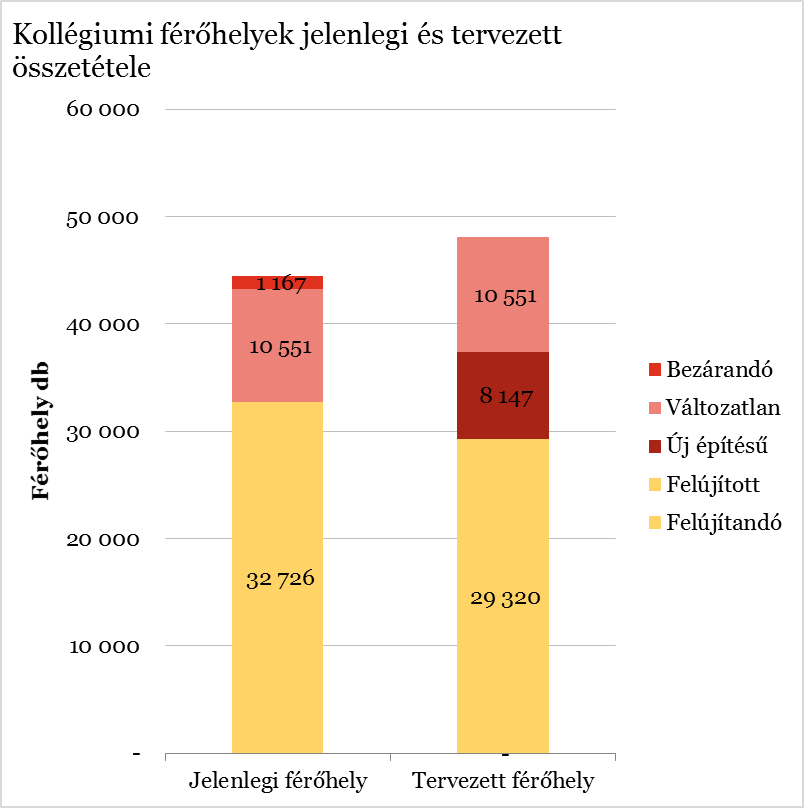 Kollégiumi férőhelyek jelenlegi és tervezett
összetétele
60 000
50 000
40 000
30 000
20 000
10 000
-
Férőhely db
1 167
10 551
32 726
10 551
8 147
29 320
-
Jelenlegi férőhely
Tervezett férőhely
Bezárandó
Változatlan
Új építésű
Felújított
Felújítandó